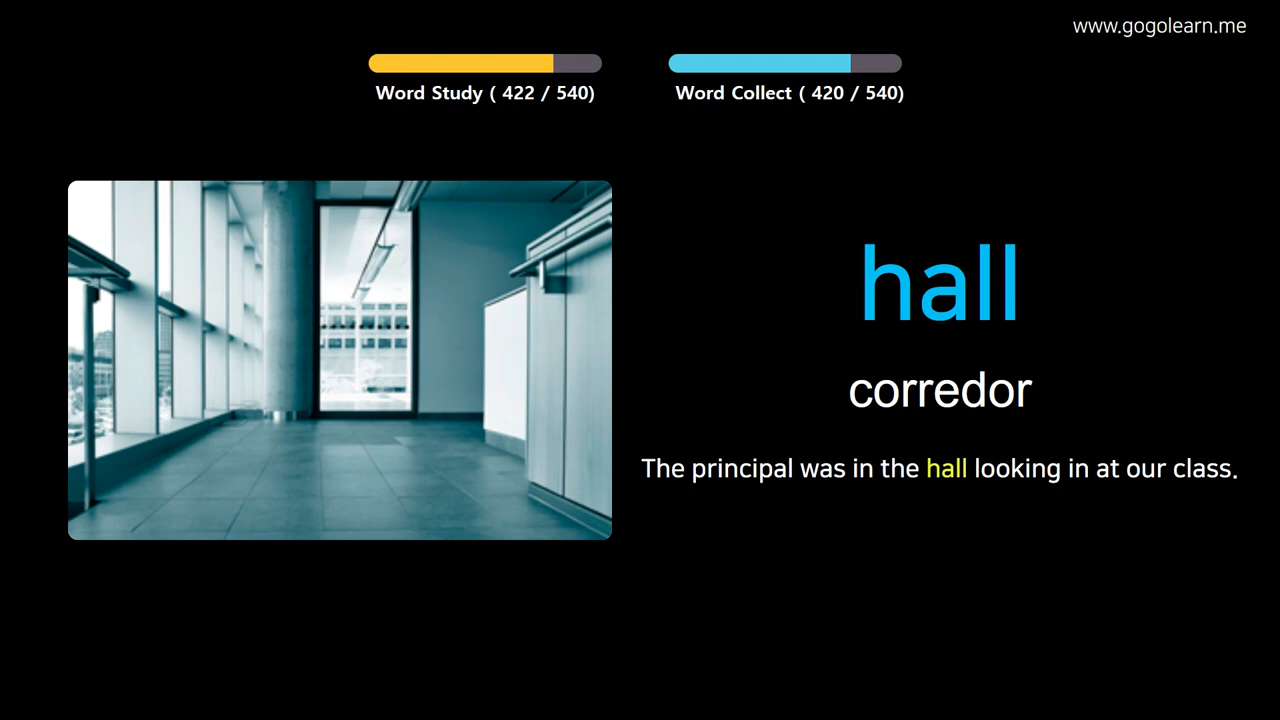 www.gogolearn.me
Word Study ( 422 / 540)
Word Collect ( 420 / 540)
hall
corredor
The principal was in the hall looking in at our class.